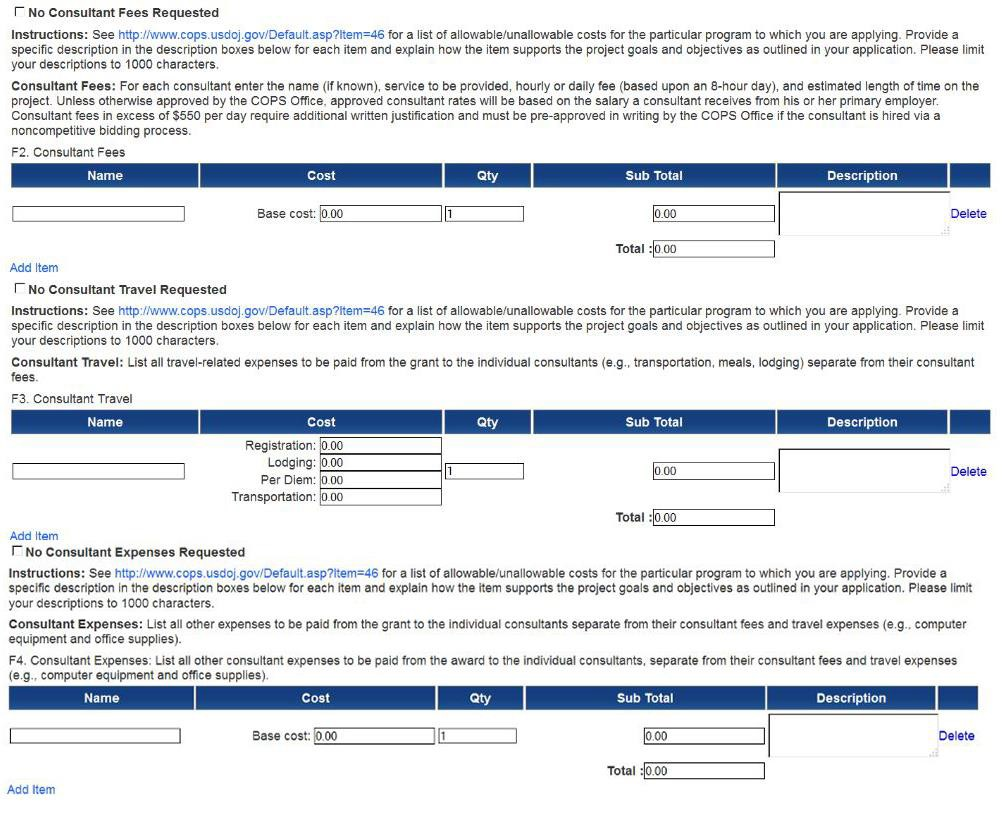 No Consultant Fees Requested
Instructions: See http://www.cops.usdoj.gov/Default.asp?Item=46 for a list of allowable/unallowable costs for the particular program to which you are applying. Provide a
specific description in the description boxes below for each item and explain how the item supports the project goals and objectives as outlined in your application. Please limit
your descriptions to 1000 characters.
Consultant Fees: For each consultant enter the name (if known), service to be provided, hourly or daily fee (based upon an 8-hour day), and estimated length of time on the
project. Unless otherwise approved by the COPS Office, approved consultant rates will be based on the salary a consultant receives from his or her primary employer.
Consultant fees in excess of $550 per day require additional written justification and must be pre-approved in writing by the COPS Office if the consultant is hired via a
noncompetitive bidding process.
F2. Consultant Fees
Name Cost Qty Sub Total Description
Base cost: 0.00 1 0.00 Delete
Total : 0.00
Add Item
No Consultant Travel Requested
Instructions: See http://www.cops.usdoj.gov/Default.asp?Item=46 for a list of allowable/unallowable costs for the particular program to which you are applying. Provide a
specific description in the description boxes below for each item and explain how the item supports the project goals and objectives as outlined in your application. Please limit
your descriptions to 1000 characters.
Consultant Travel: List all travel-related expenses to be paid from the grant to the individual consultants (e.g., transportation, meals, lodging) separate from their consultant
fees.
F3. Consultant Travel
Name Cost Qty Sub Total Description
Registration: 0.00
Lodging: 0.00
1 0.00 Delete
Per Diem: 0.00
Transportation: 0.00
Total : 0.00
Add Item
No Consultant Expenses Requested
Instructions: See http://www.cops.usdoj.gov/Default.asp?Item=46 for a list of allowable/unallowable costs for the particular program to which you are applying. Provide a
specific description in the description boxes below for each item and explain how the item supports the project goals and objectives as outlined in your application. Please limit
your descriptions to 1000 characters.
Consultant Expenses: List all other expenses to be paid from the grant to the individual consultants separate from their consultant fees and travel expenses (e.g., computer
equipment and office supplies).
F4. Consultant Expenses: List all other consultant expenses to be paid from the award to the individual consultants, separate from their consultant fees and travel expenses
(e.g., computer equipment and office supplies).
Name Cost Qty Sub Total Description
Base cost: 0.00 1 0.00 Delete
Total : 0.00
Add Item